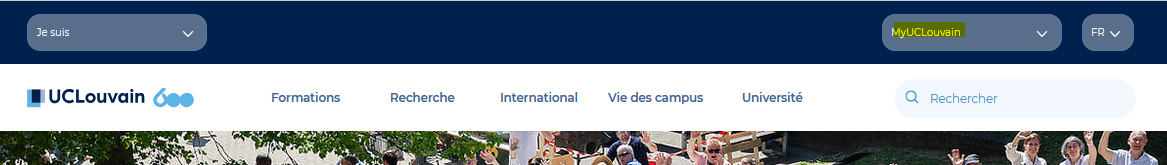 Je suis
MyUCLouvain
FR
UCLouvain 600
Formations
Recherche
International
Vie des campus
Université
Rechercher